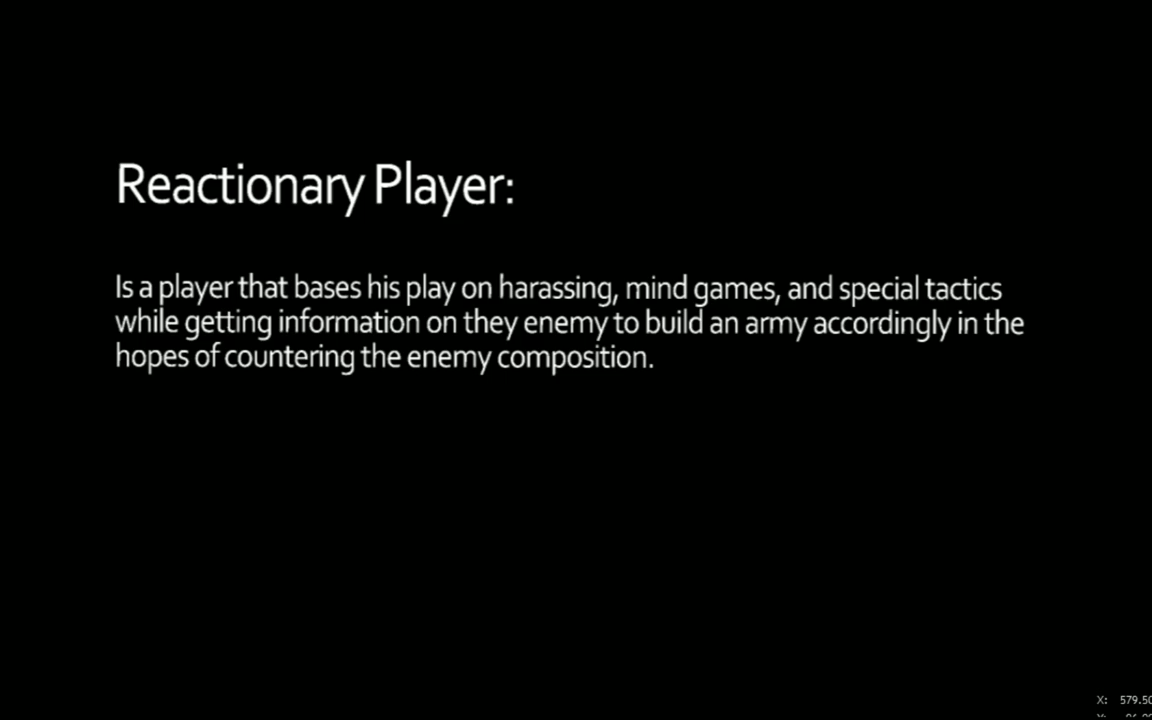 Reactionary Player:
Is a player that bases his play on harassing, mind games, and special tactics
while getting information on they enemy to build an army accordingly in the
hopes of countering the enemy composition.
X: 579.50